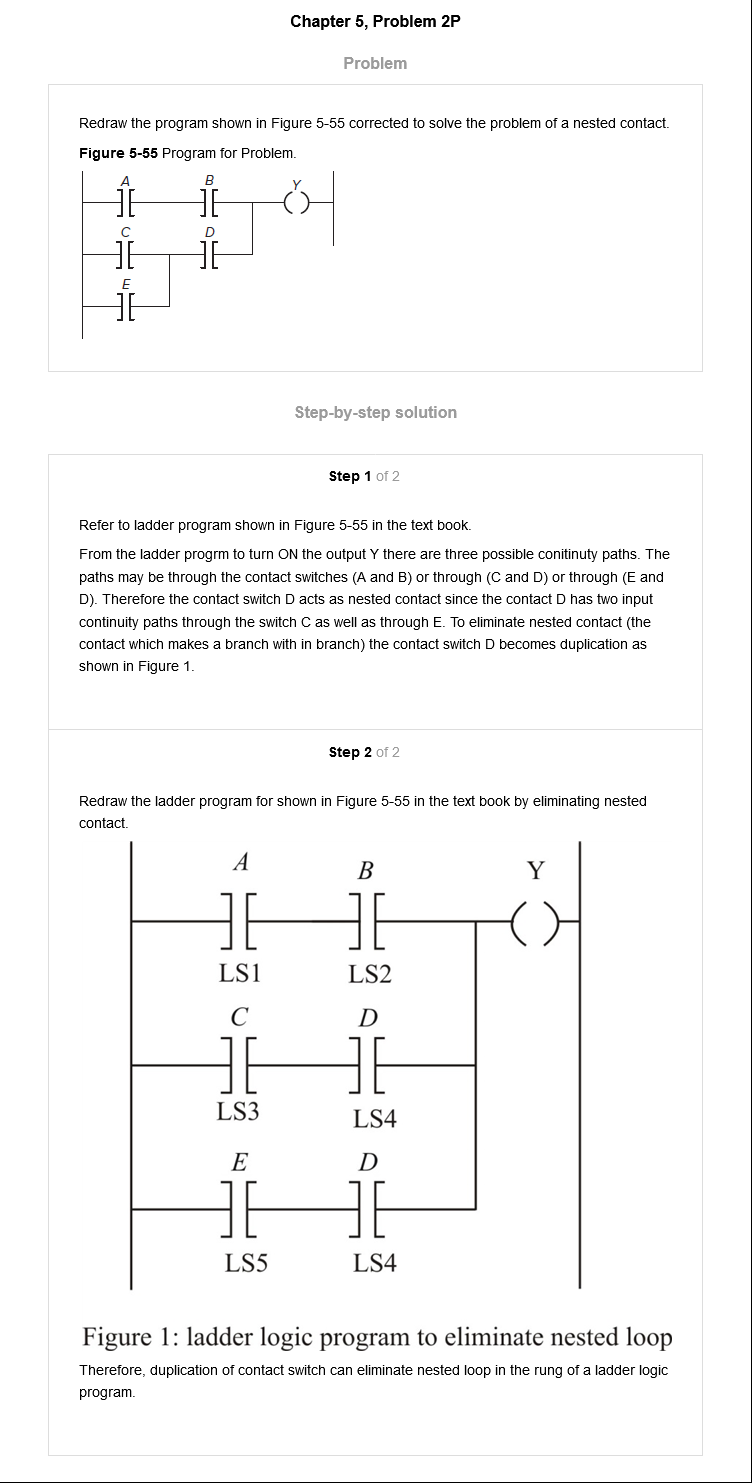 Chapter 5, Problem 2P
Problem
Redraw the program shown in Figure 5-55 corrected to solve the problem of a nested contact.
Figure 5-55 Program for Problem.
A B Y
C D
E
Step-by-step solution
Step 1 of 2
Refer to ladder program shown in Figure 5-55 in the text book.
From the ladder progrm to turn ON the output Y there are three possible conitinuty paths. The
paths may be through the contact switches (A and B) or through (C and D) or through (E and
D). Therefore the contact switch D acts as nested contact since the contact D has two input
continuity paths through the switch C as well as through E. To eliminate nested contact (the
contact which makes a branch with in branch) the contact switch D becomes duplication as
shown in Figure 1.
Step 2 of 2
Redraw the ladder program for shown in Figure 5-55 in the text book by eliminating nested
contact.
A B Y
LS1 LS2
C D
LS3 LS4
E D
LS5 LS4
Figure 1: ladder logic program to eliminate nested loop
Therefore, duplication of contact switch can eliminate nested loop in the rung of a ladder logic
program.